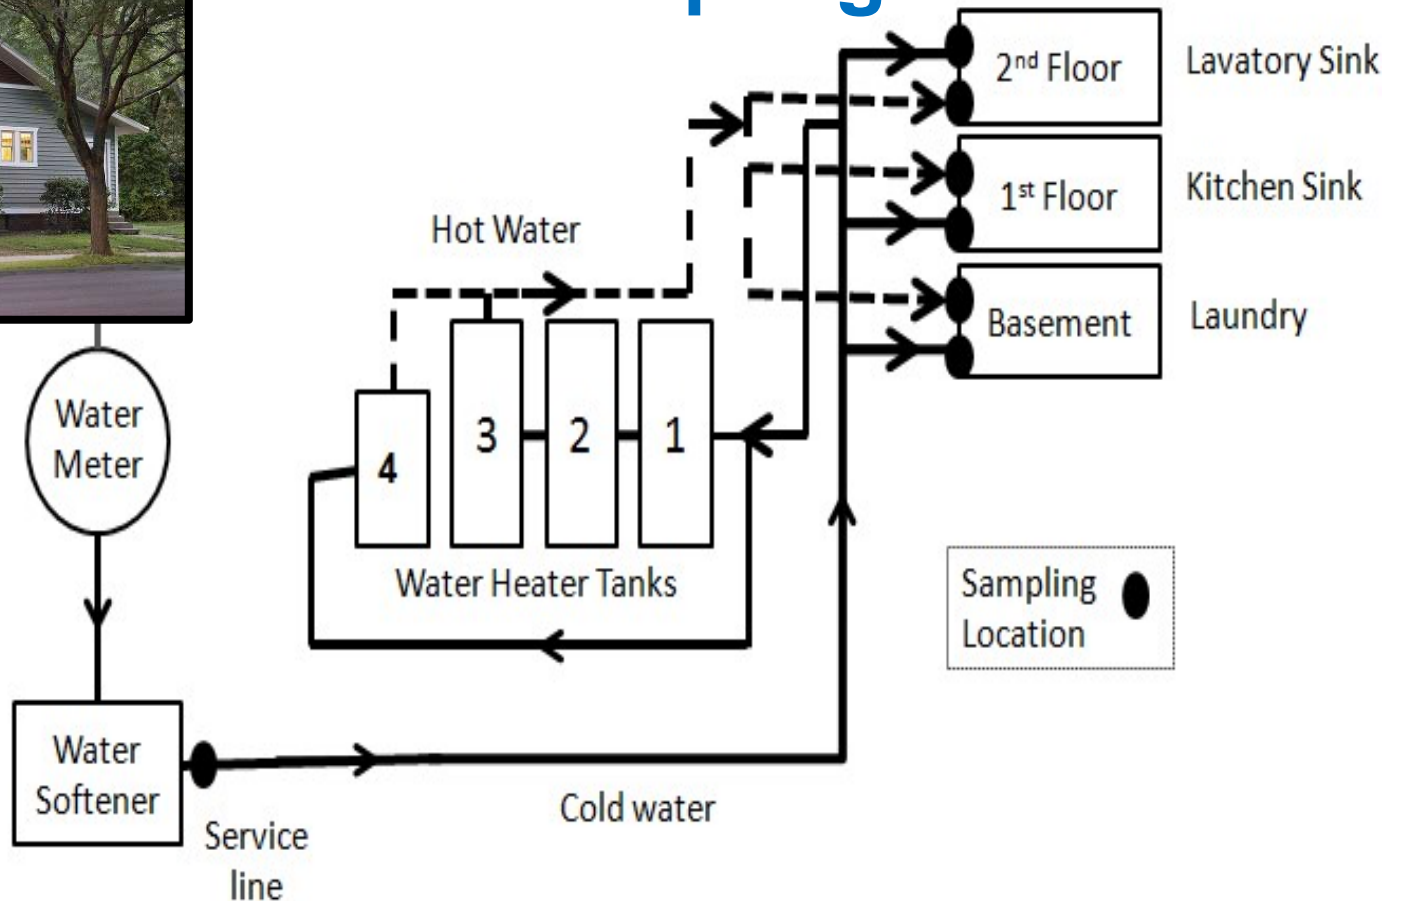 2nd Floor
Lavatory Sink
1st Floor
Kitchen Sink
Hot Water
Basement
Laundry
Water
Meter
4
3
2
1
Water Heater Tanks
Sampling
Location
Water
Softener
Service
line
Cold water